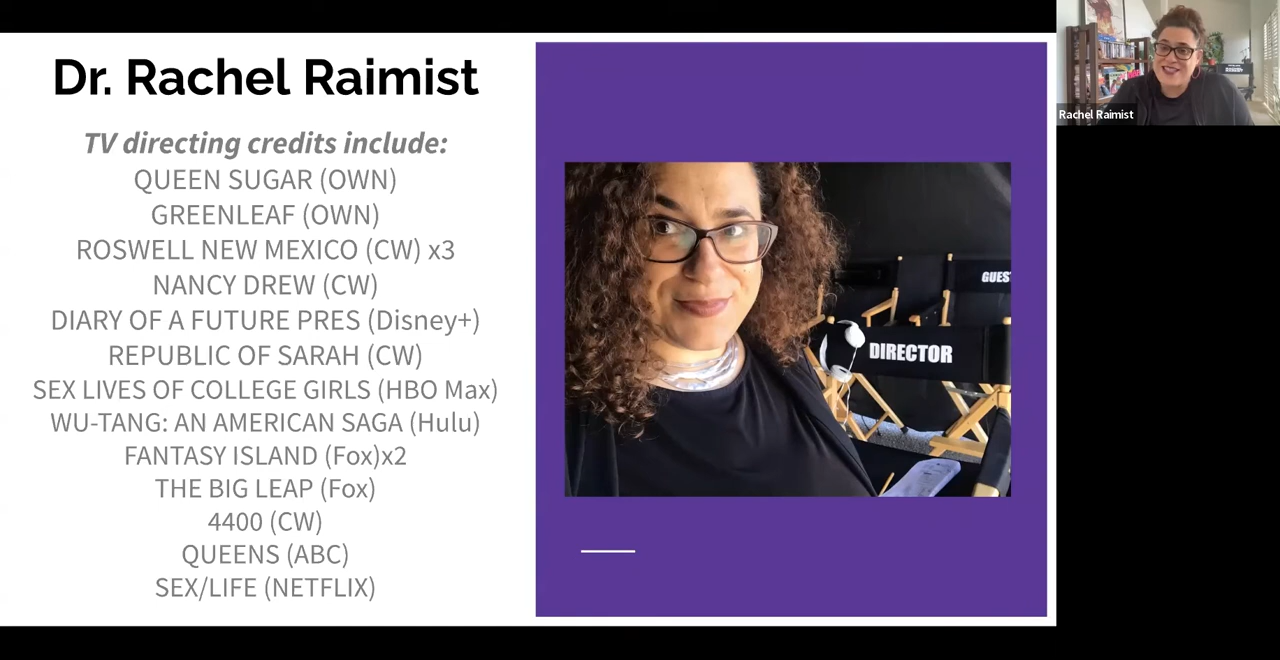 Dr. Rachel Raimist
TV directing credits include:
QUEEN SUGAR (OWN)
GREENLEAF (OWN)
ROSWELL NEW MEXICO (CW) x3
NANCY DREW (CW)
DIARY OF A FUTURE PRES (Disney+)
REPUBLIC OF SARAH (CW)
SEX LIVES OF COLLEGE GIRLS (HBO Max)
WU-TANG: AN AMERICAN SAGA (Hulu)
FANTASY ISLAND (Fox)x2
THE BIG LEAP (Fox)
4400 (CW)
QUEENS (ABC)
SEX/LIFE (NETFLIX)
GUES
DIRECTOR
Rachel Raimist